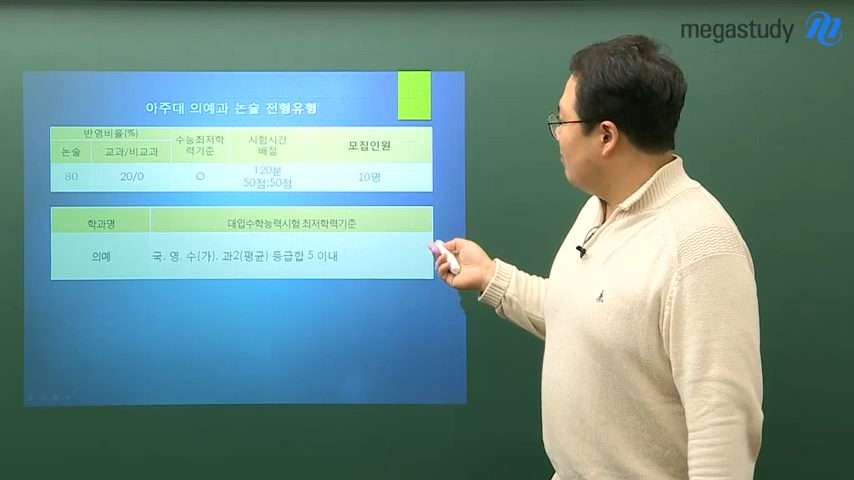 megastudy
아주대 의예과 논술 전형유형
반영비율(%) 수능최저학력기준 시험시간 배점 모집인원
논술 교과/비교과
80 20/0 O 120분 50점:50점 10명
학과명 대입수학능력시험 최저학력기준
의예 국, 영, 수(가), 과2(평균) 등급합 5 이내